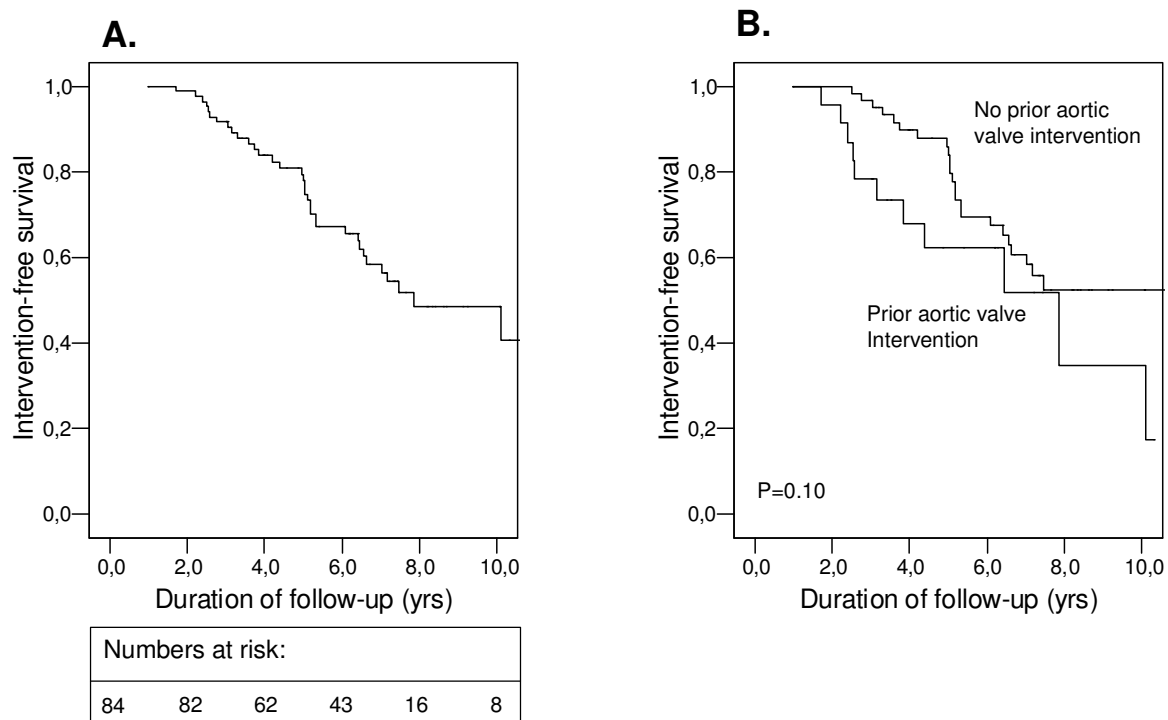 A.
Intervention-free survival
1,0
0,8
0,6
0,4
0,2
0,0
0,0 2,0 4,0 6,0 8,0 10,0
Duration of follow-up (yrs)
Numbers at risk:
84 82 62 43 16 8
B.
Intervention-free survival
1,0
0,8
0,6
0,4
0,2
0,0
No prior aortic
valve intervention
Prior aortic valve
Intervention
P=0.10
0,0 2,0 4,0 6,0 8,0 10,0
Duration of follow-up (yrs)